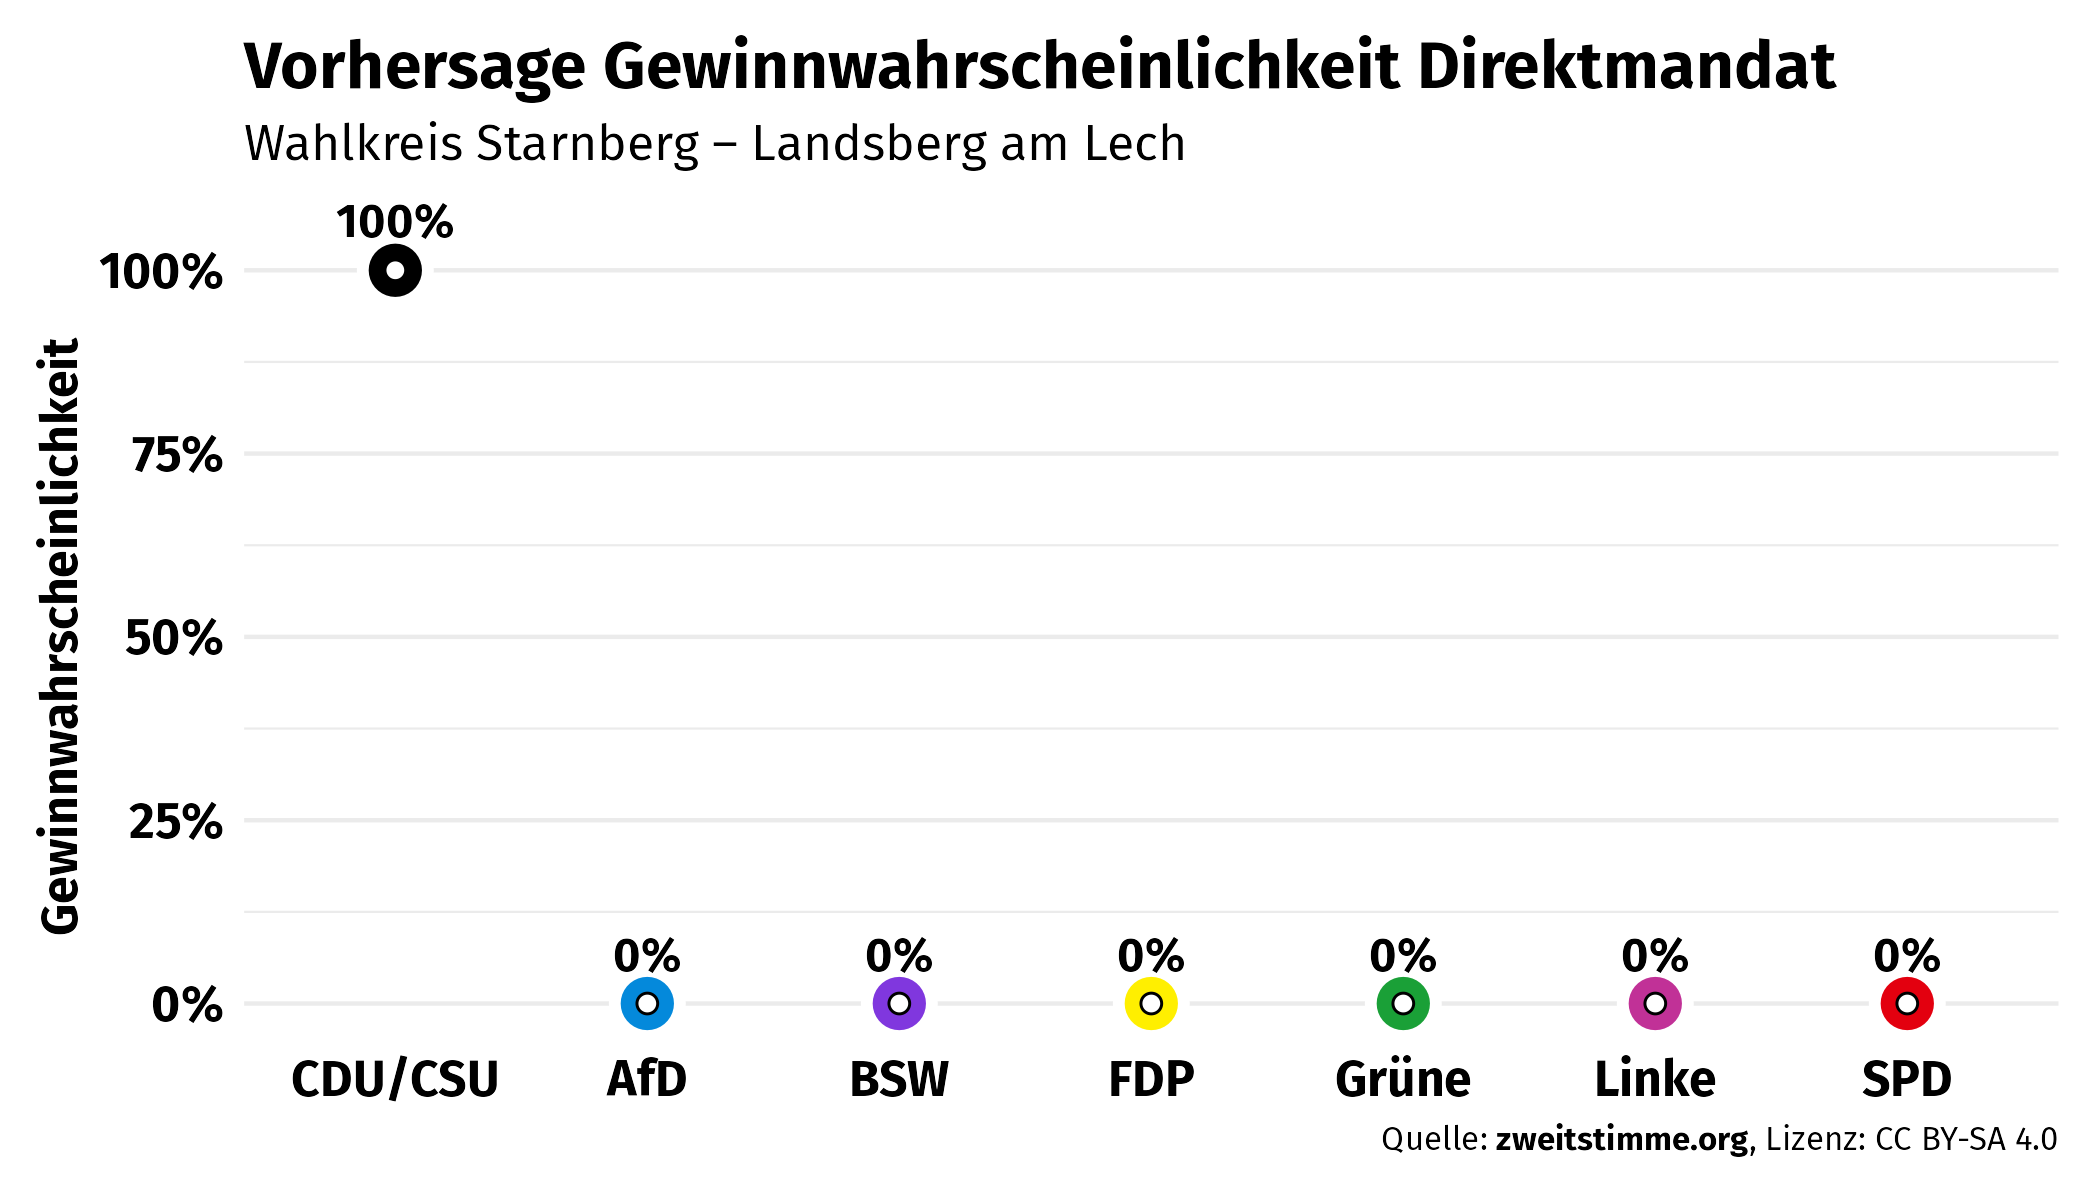 Vorhersage Gewinnwahrscheinlichkeit Direktmandat
Wahlkreis Starnberg – Landsberg am Lech
100%
100%
75%
50%
25%
0%
Gewinnwahrscheinlichkeit
0% 0% 0% 0% 0% 0%
CDU/CSU AfD BSW FDP Grüne Linke SPD
Quelle: zweitstimme.org, Lizenz: CC BY-SA 4.0